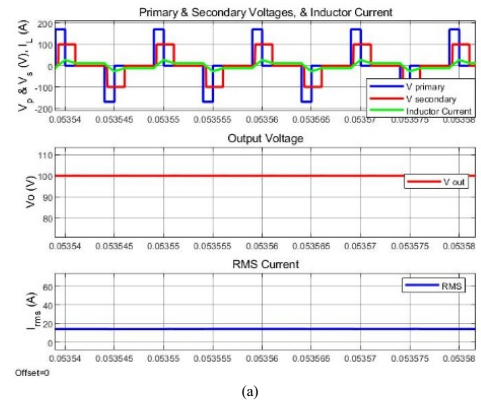 Primary & Secondary Voltages, & Inductor Current
V_p & V_s (V), I_L (A)
200
100
0
-100
-200
V primary
V secondary
Inductor Current
0.05354 0.053545 0.05355 0.053555 0.05356 0.053565 0.05357 0.053575 0.05358
Output Voltage
Vo (V)
110
100
90
80
V out
0.05354 0.053545 0.05355 0.053555 0.05356 0.053565 0.05357 0.053575 0.05358
RMS Current
I_rms (A)
60
40
20
0
RMS
0.05354 0.053545 0.05355 0.053555 0.05356 0.053565 0.05357 0.053575 0.05358
Offset=0
(a)